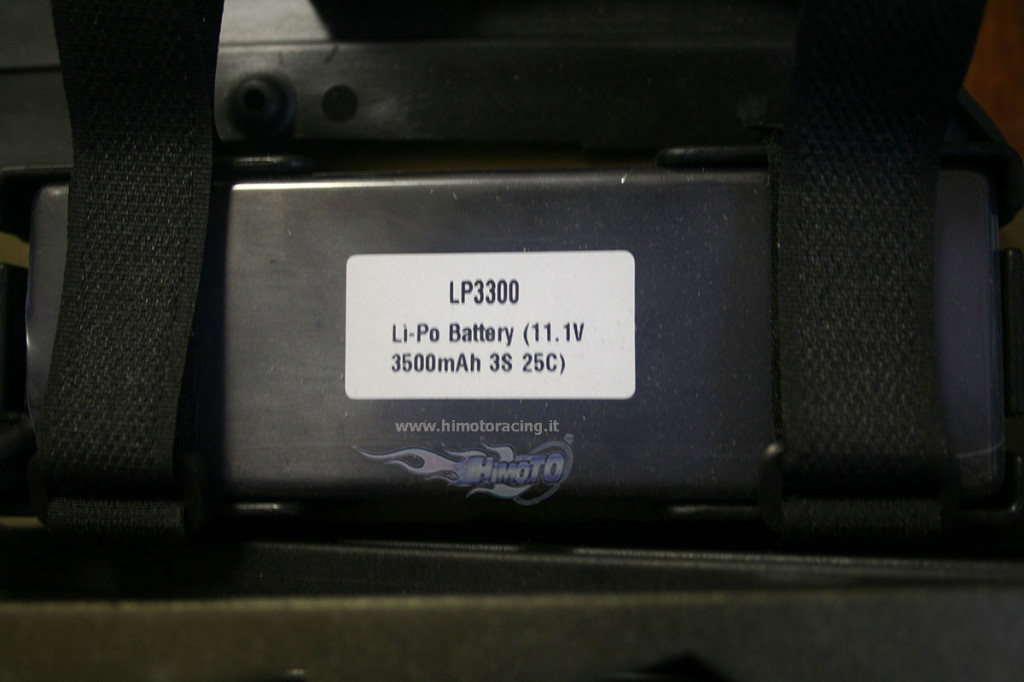 LP3300
Li-Po Battery (11.1V
3500mAh 3S 25C)
www.himotoracing.it
HIMOTO